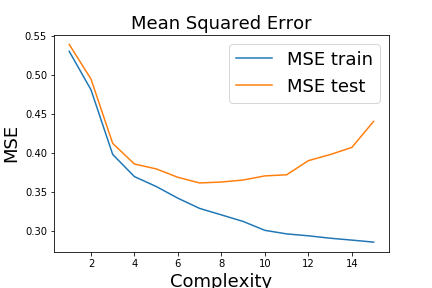 Mean Squared Error
0.55
0.50
0.45
0.40
0.35
0.30
MSE
MSE train
MSE test
2 4 6 8 10 12 14
Complexity